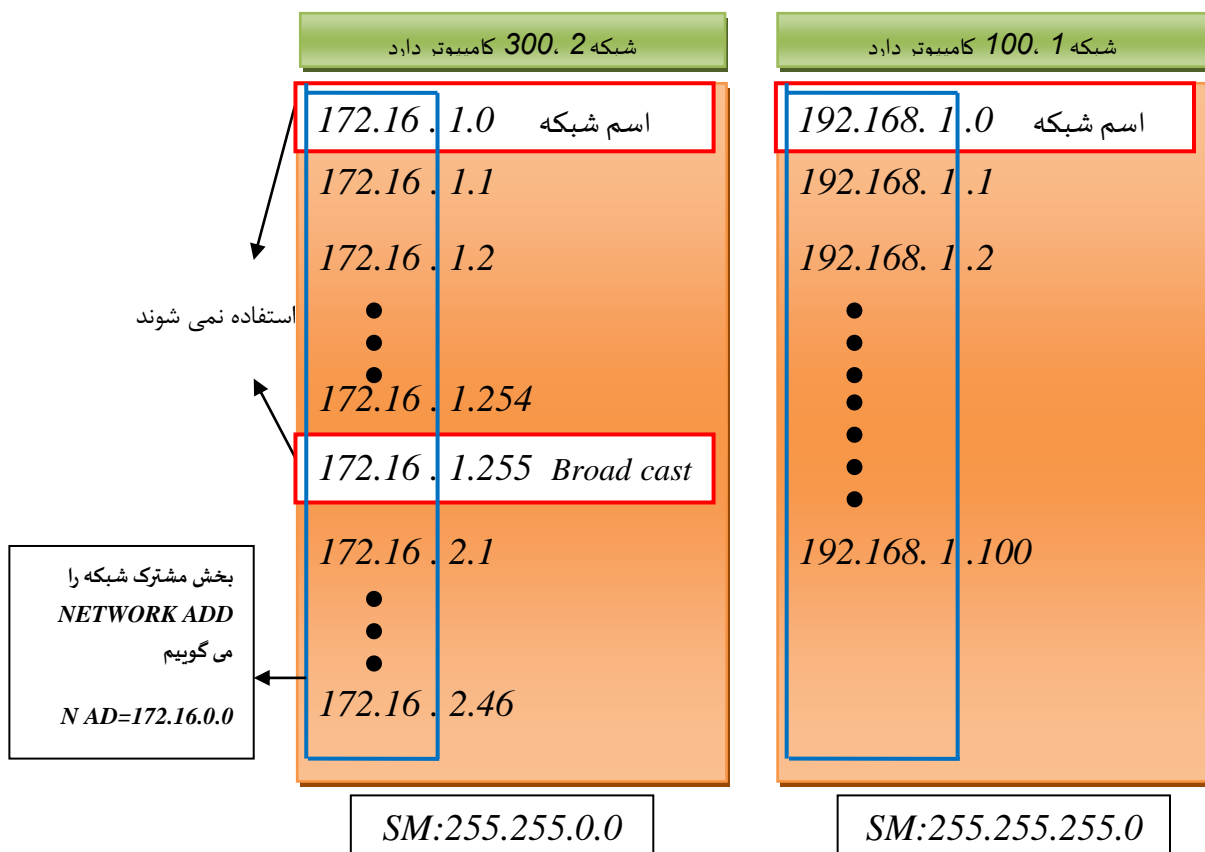 شبکه 1 ،100 کامپیوتر دارد
192.168. 1 .0 اسم شبکه
192.168. 1 .1
192.168. 1 .2
192.168. 1 .100
SM:255.255.255.0
شبکه 2 ،300 کامپیوتر دارد
172.16 . 1.0 اسم شبکه
172.16 . 1.1
172.16 . 1.2
172.16 . 1.254
172.16 . 1.255 Broad cast
172.16 . 2.1
172.16 . 2.46
SM:255.255.0.0
استفاده نمی شوند
بخش مشترک شبکه را
NETWORK ADD
می گوییم
N AD=172.16.0.0